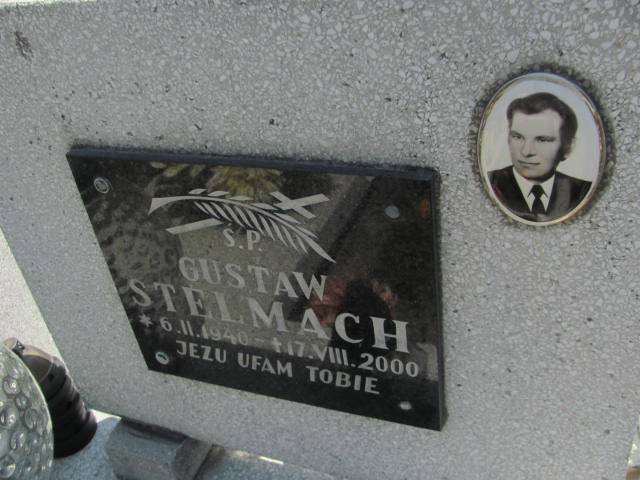 Ś.P.
GUSTAW
STELMACH
* 6.II.1940 - †17.VIII.2000
JEZU UFAM TOBIE